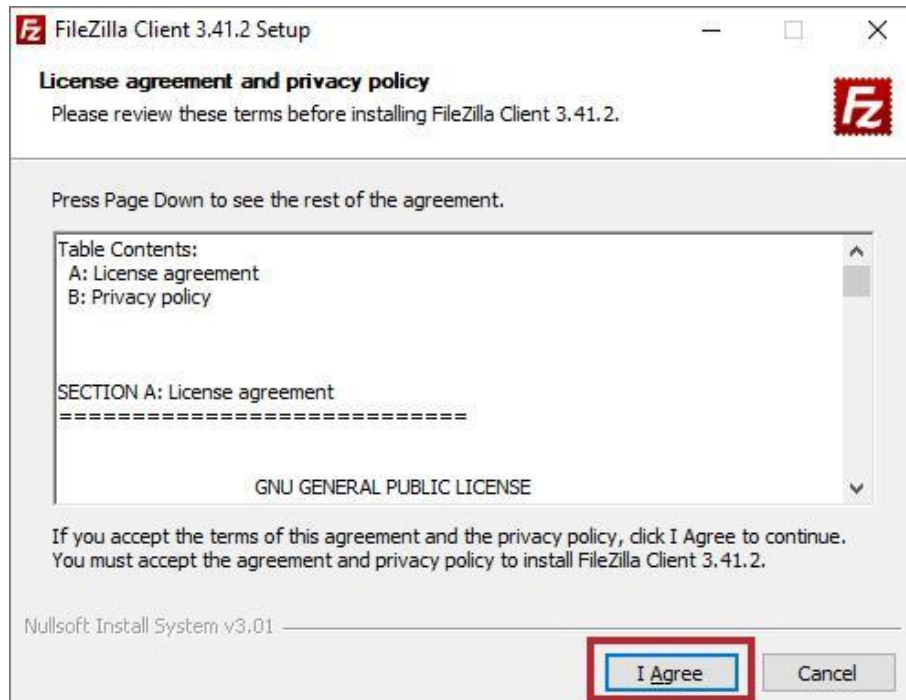 FileZilla Client 3.41.2 Setup
License agreement and privacy policy
Please review these terms before installing FileZilla Client 3.41.2.
Fz
Press Page Down to see the rest of the agreement.
Table Contents:
A: License agreement
B: Privacy policy
SECTION A: License agreement
============================
GNU GENERAL PUBLIC LICENSE
If you accept the terms of this agreement and the privacy policy, click I Agree to continue.
You must accept the agreement and privacy policy to install FileZilla Client 3.41.2.
Nullsoft Install System v3.01
I Agree
Cancel